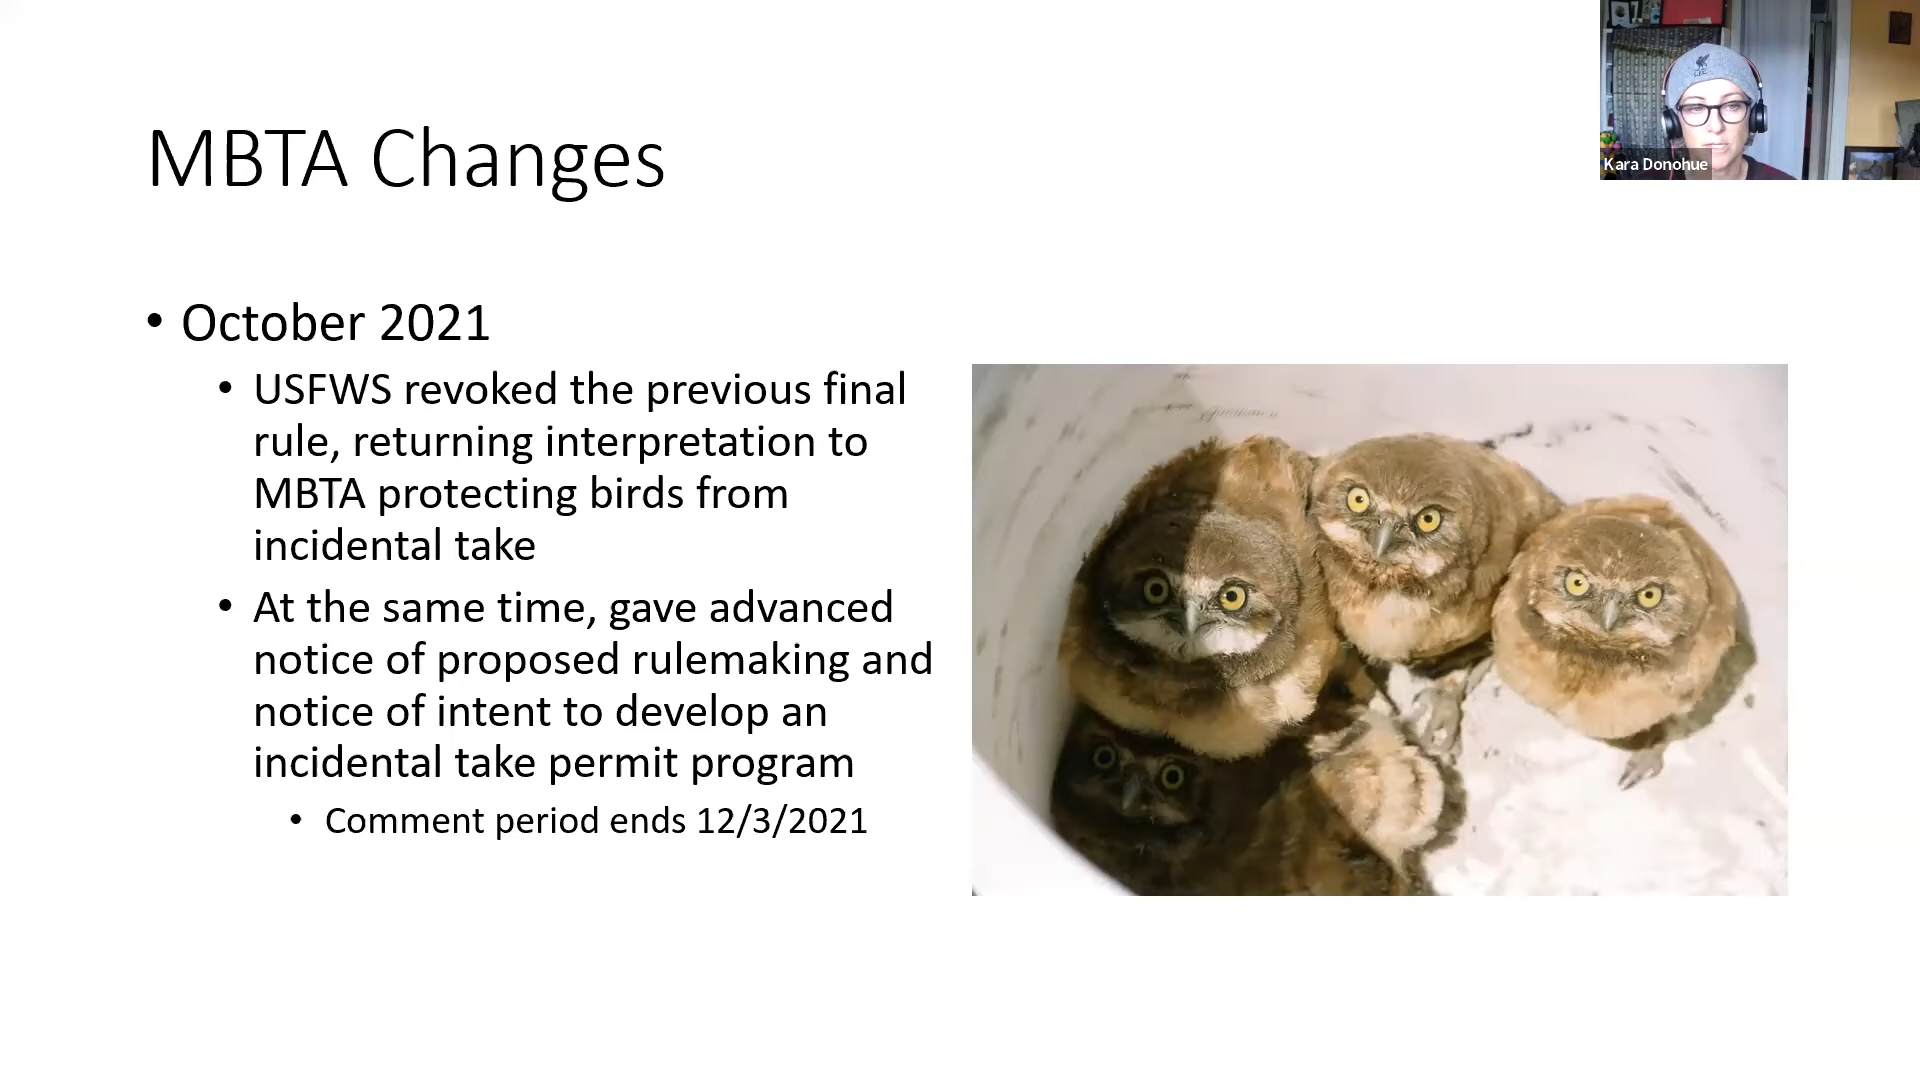 MBTA Changes
• October 2021
• USFWS revoked the previous final
rule, returning interpretation to
MBTA protecting birds from
incidental take
• At the same time, gave advanced
notice of proposed rulemaking and
notice of intent to develop an
incidental take permit program
• Comment period ends 12/3/2021
Kara Donohue